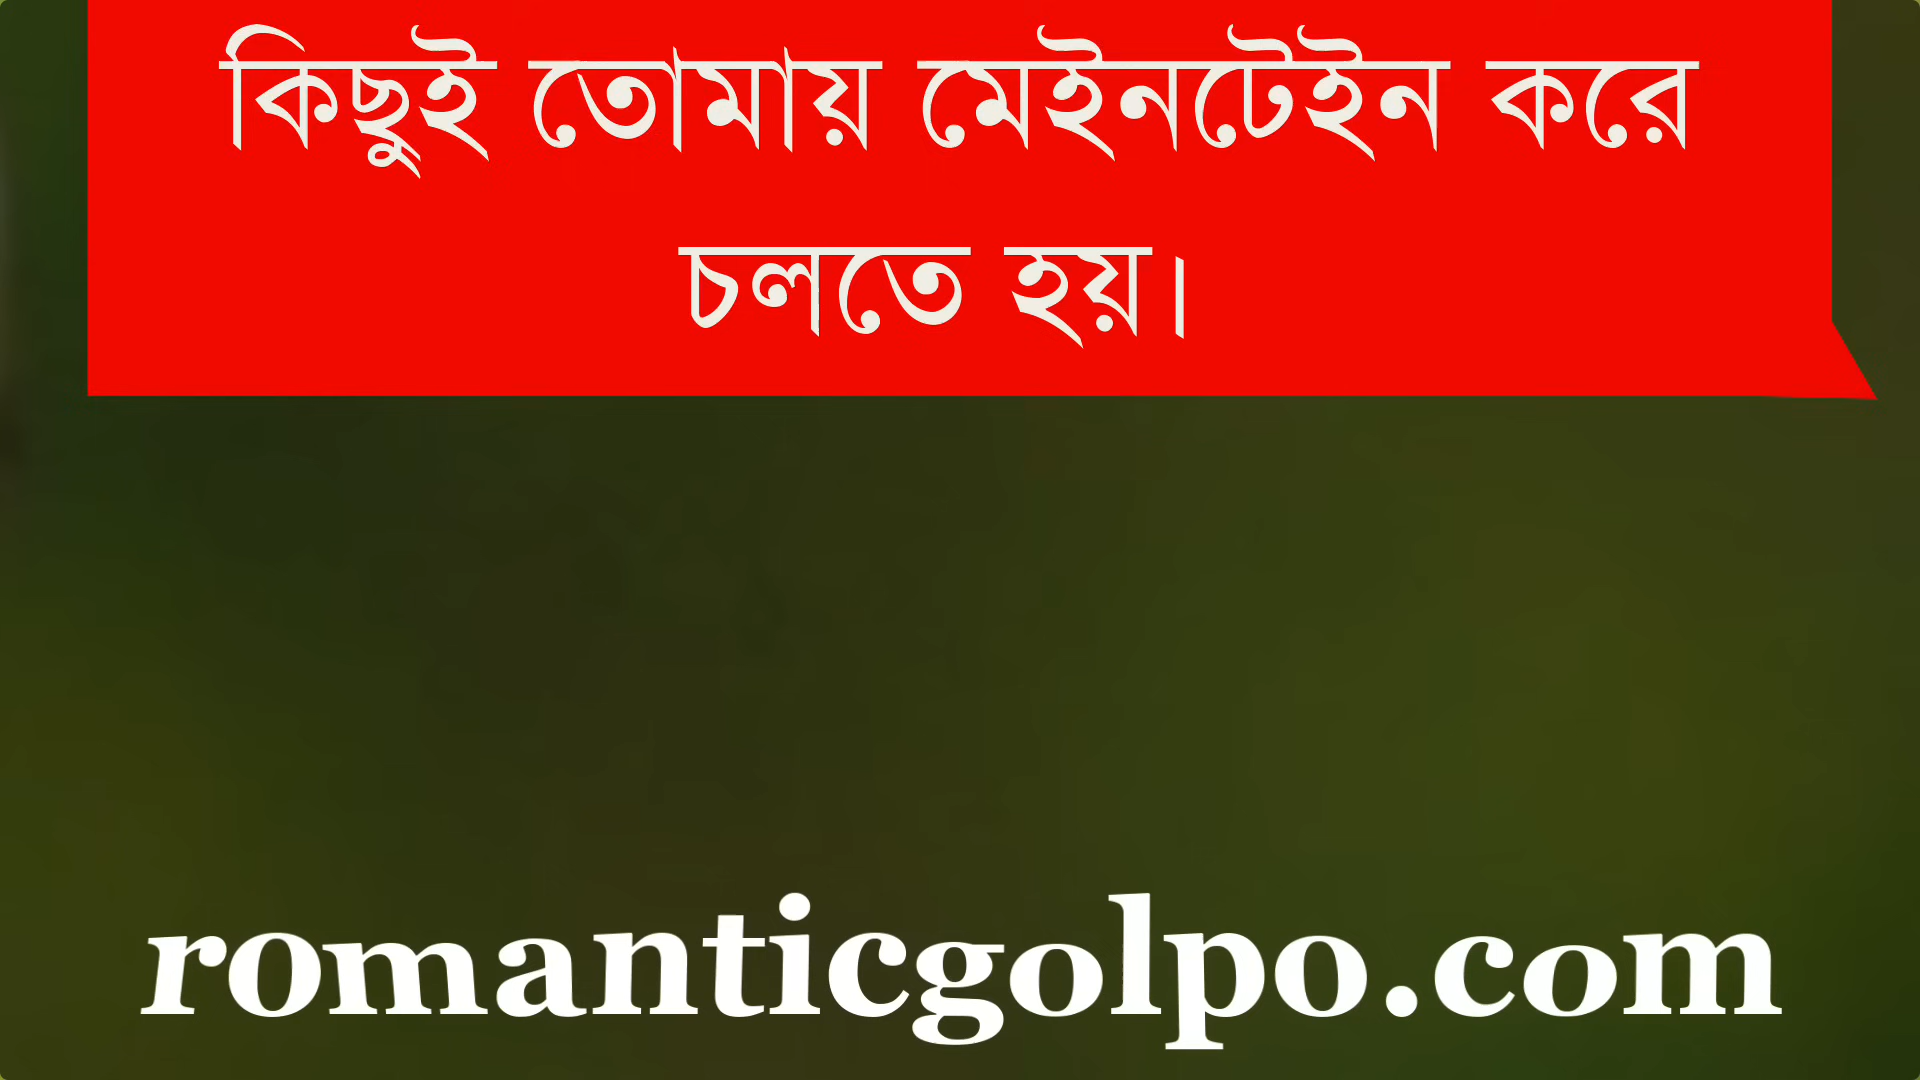 কিছুই তোমায় মেইনটেইন করে
চলতে হয়।
romanticgolpo.com